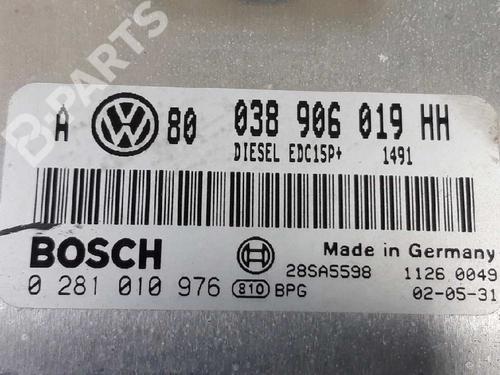 B-PARTS
A VW 80 038 906 019 HH
DIESEL EDC15P+ 1491
BOSCH
Made in Germany
28SA5598 1126 0049
0 281 010 976 810 BPG 02-05-31